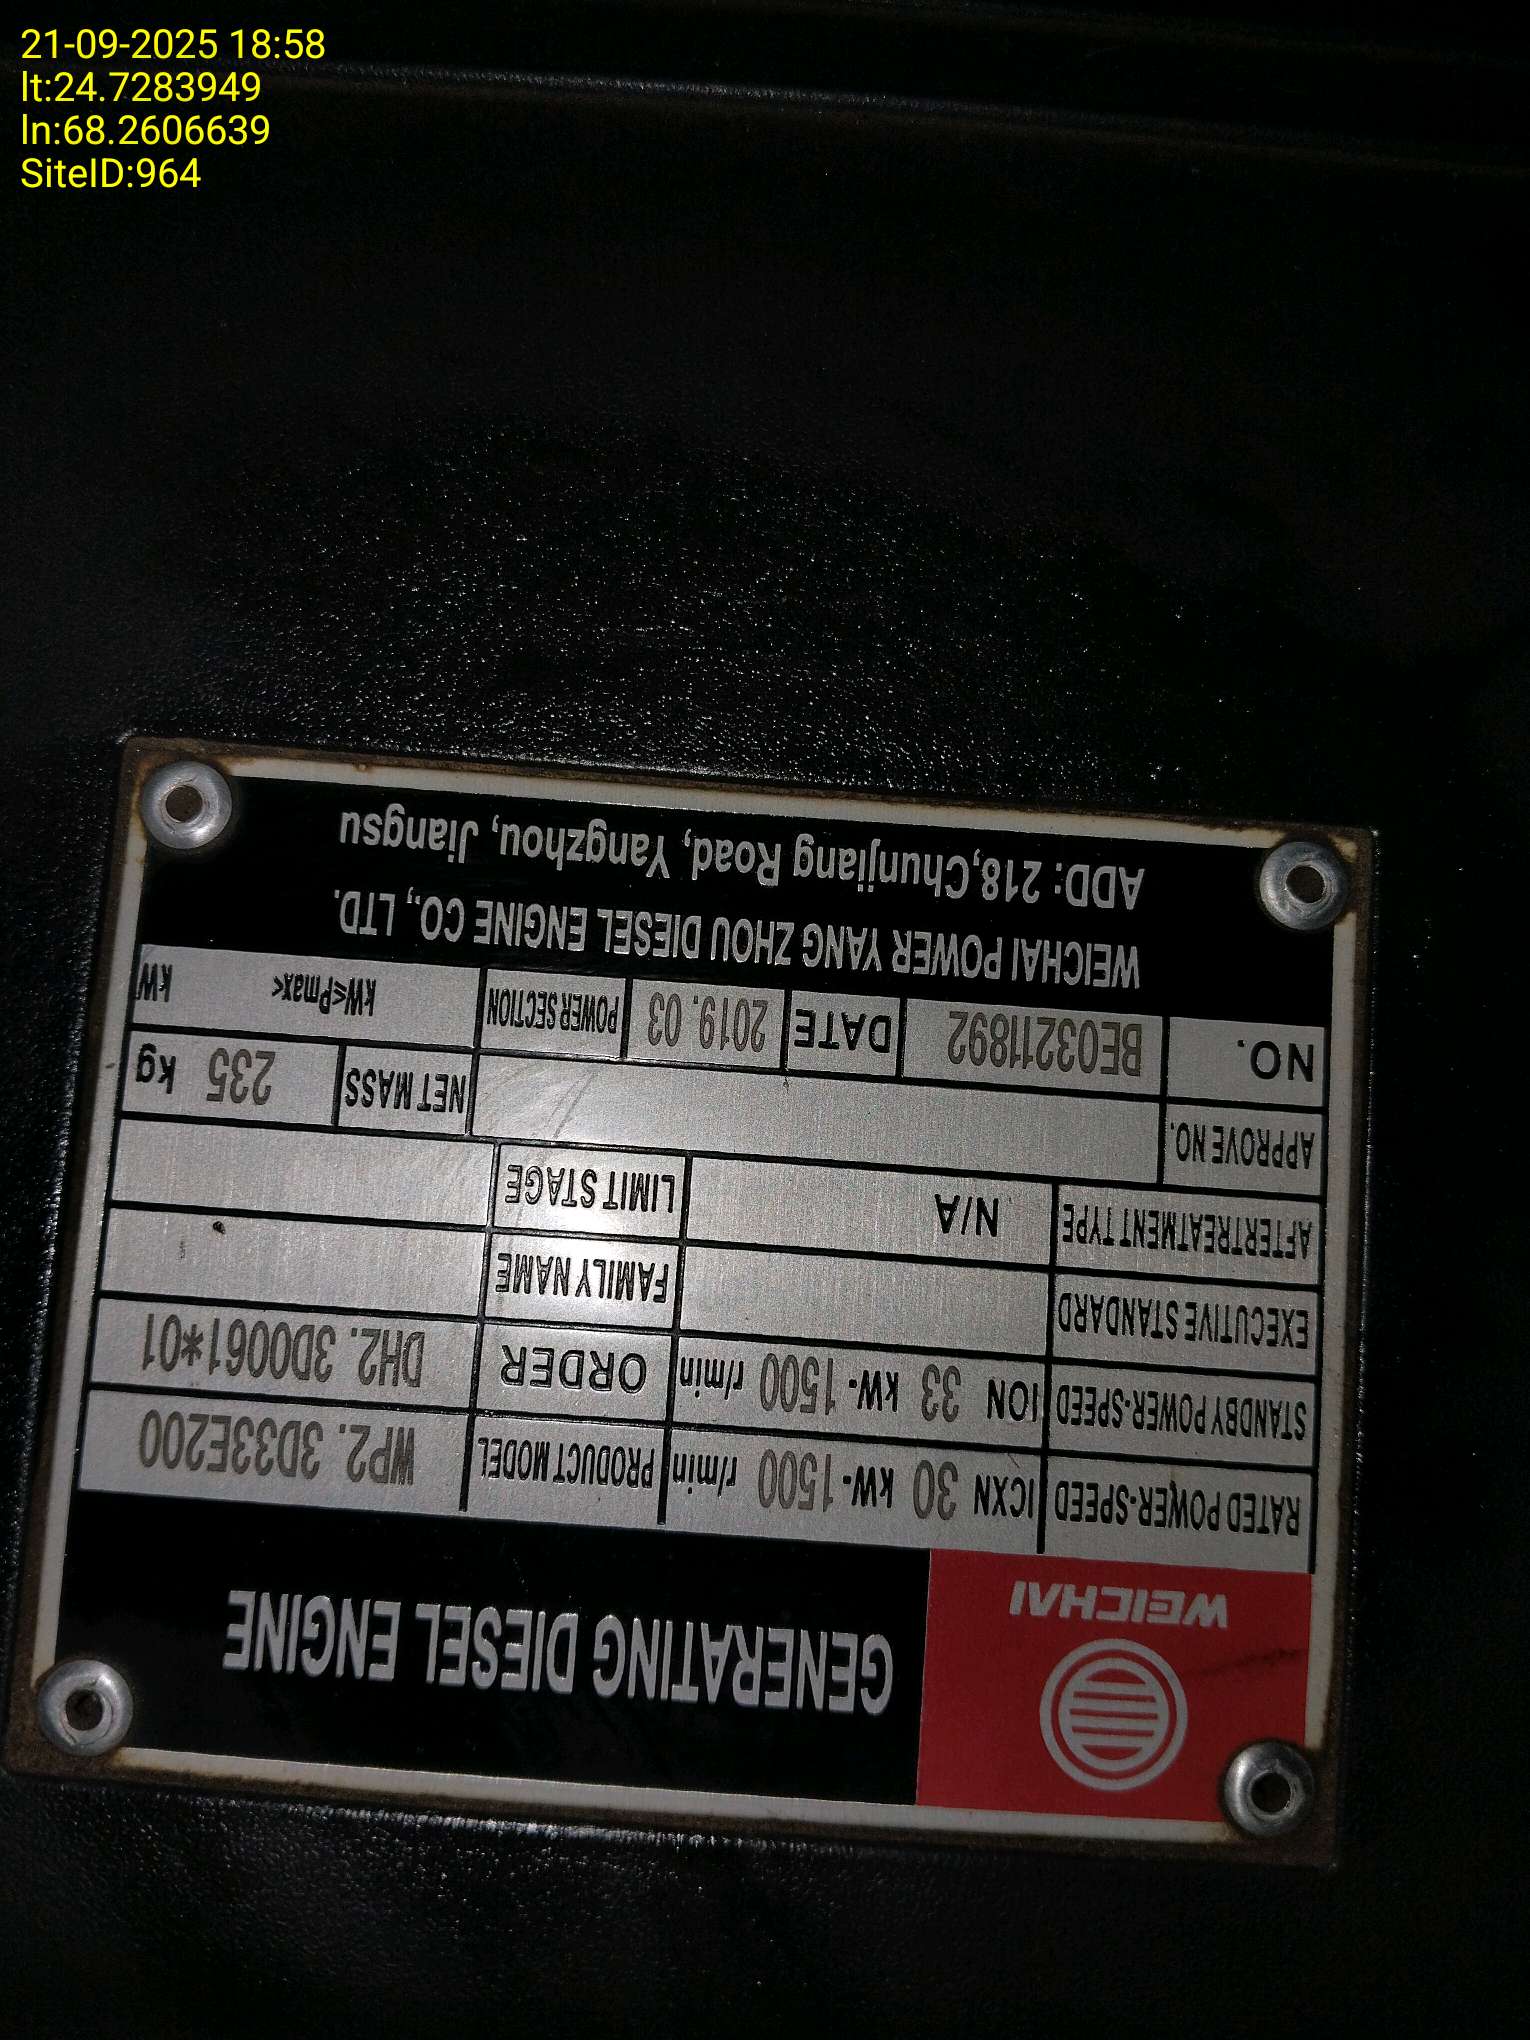 21-09-2025 18:58
lt:24.7283949
ln:68.2606639
SiteID:964
WEICHAI
GENERATING DIESEL ENGINE
RATED POWER-SPEED ICXN 30 kW- 1500 r/min PRODUCT MODEL WP2. 3D33E200
STANDBY POWER-SPEED ION 33 kW- 1500 r/min ORDER DH2. 3D0061*01
EXECUTIVE STANDARD FAMILY NAME
AFTERTREATMENT TYPE N/A LIMIT STAGE
APPROVE NO. NET MASS 235 kg
NO. BE03211892 DATE 2019. 03 POWER SECTION kW≤Pmax< kW
WEICHAI POWER YANG ZHOU DIESEL ENGINE CO., LTD.
ADD: 218,Chunjiang Road, Yangzhou, Jiangsu